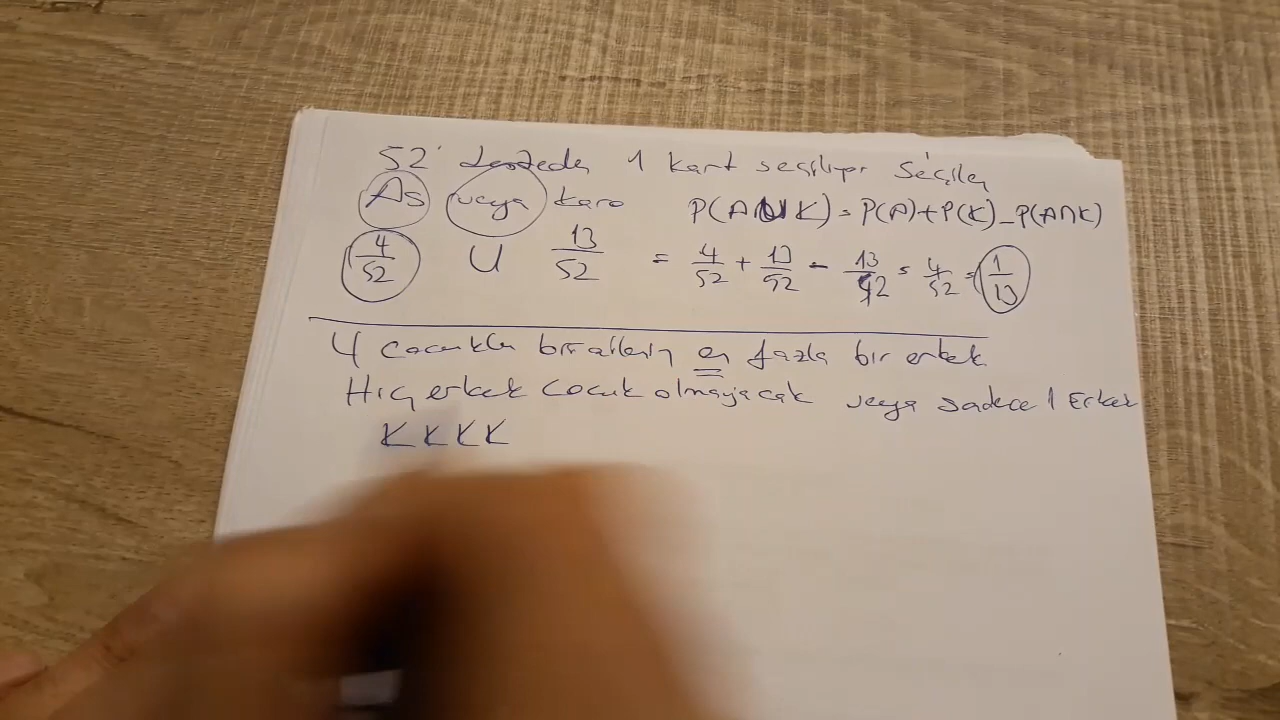 52' destede 1 kart seçiliyor seçilen
As veya karo P(A U K) = P(A)+P(K)-P(A∩K)
4/52 U 13/52 = 4/52 + 13/52 - 13/52 = 4/52 = 1/13
4 çocuklu bir ailenin en fazla bir erkek
Hiç erkek çocuk olmayacak veya sadece 1 Erkek
K K K K